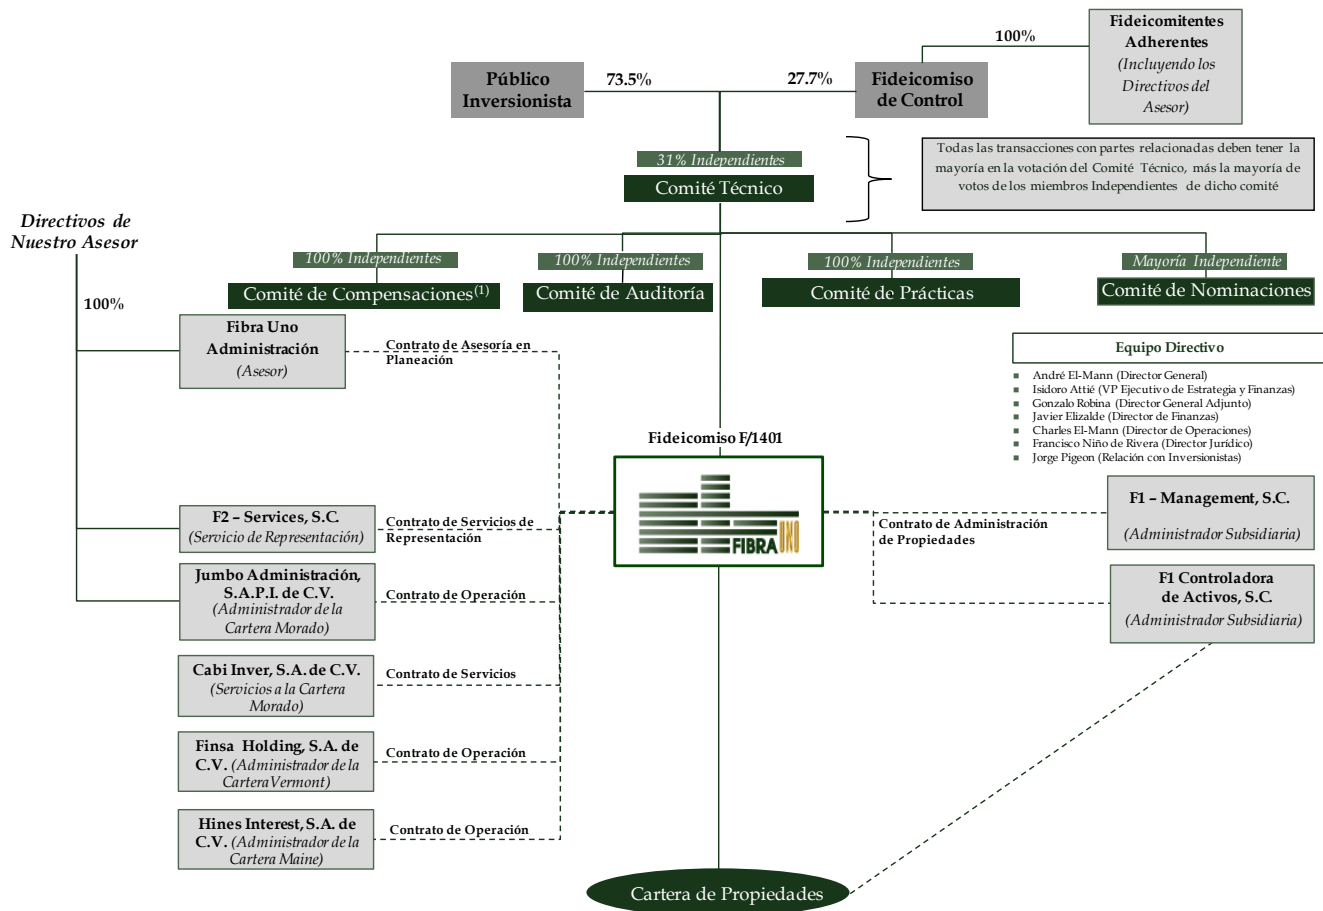 Fideicomitentes
Adherentes
(Incluyendo los
Directivos del
Asesor)
100%
Público
Inversionista
73.5%
27.7%
Fideicomiso
de Control
31% Independientes
Comité Técnico
Todas las transacciones con partes relacionadas deben tener la
mayoría en la votación del Comité Técnico, más la mayoría de
votos de los miembros Independientes de dicho comité
Directivos de
Nuestro Asesor
100%
100% Independientes
Comité de Compensaciones(1)
100% Independientes
Comité de Auditoría
100% Independientes
Comité de Prácticas
Mayoría Independiente
Comité de Nominaciones
Fibra Uno
Administración
(Asesor)
Contrato de Asesoría en
Planeación
Equipo Directivo
André El-Mann (Director General)
Isidoro Attié (VP Ejecutivo de Estrategia y Finanzas)
Gonzalo Robina (Director General Adjunto)
Javier Elizalde (Director de Finanzas)
Charles El-Mann (Director de Operaciones)
Francisco Niño de Rivera (Director Jurídico)
Jorge Pigeon (Relación con Inversionistas)
Fideicomiso F/1401
FIBRA UNO
F2 – Services, S.C.
(Servicio de Representación)
Contrato de Servicios de
Representación
Contrato de Administración
de Propiedades
F1 – Management, S.C.
(Administrador Subsidiaria)
Jumbo Administración,
S.A.P.I. de C.V.
(Administrador de la
Cartera Morado)
Contrato de Operación
F1 Controladora
de Activos, S.C.
(Administrador Subsidiaria)
Cabi Inver, S.A. de C.V.
(Servicios a la Cartera
Morado)
Contrato de Servicios
Finsa Holding, S.A. de
C.V. (Administrador de la
Cartera Vermont)
Contrato de Operación
Hines Interest, S.A. de
C.V. (Administrador de la
Cartera Maine)
Contrato de Operación
Cartera de Propiedades